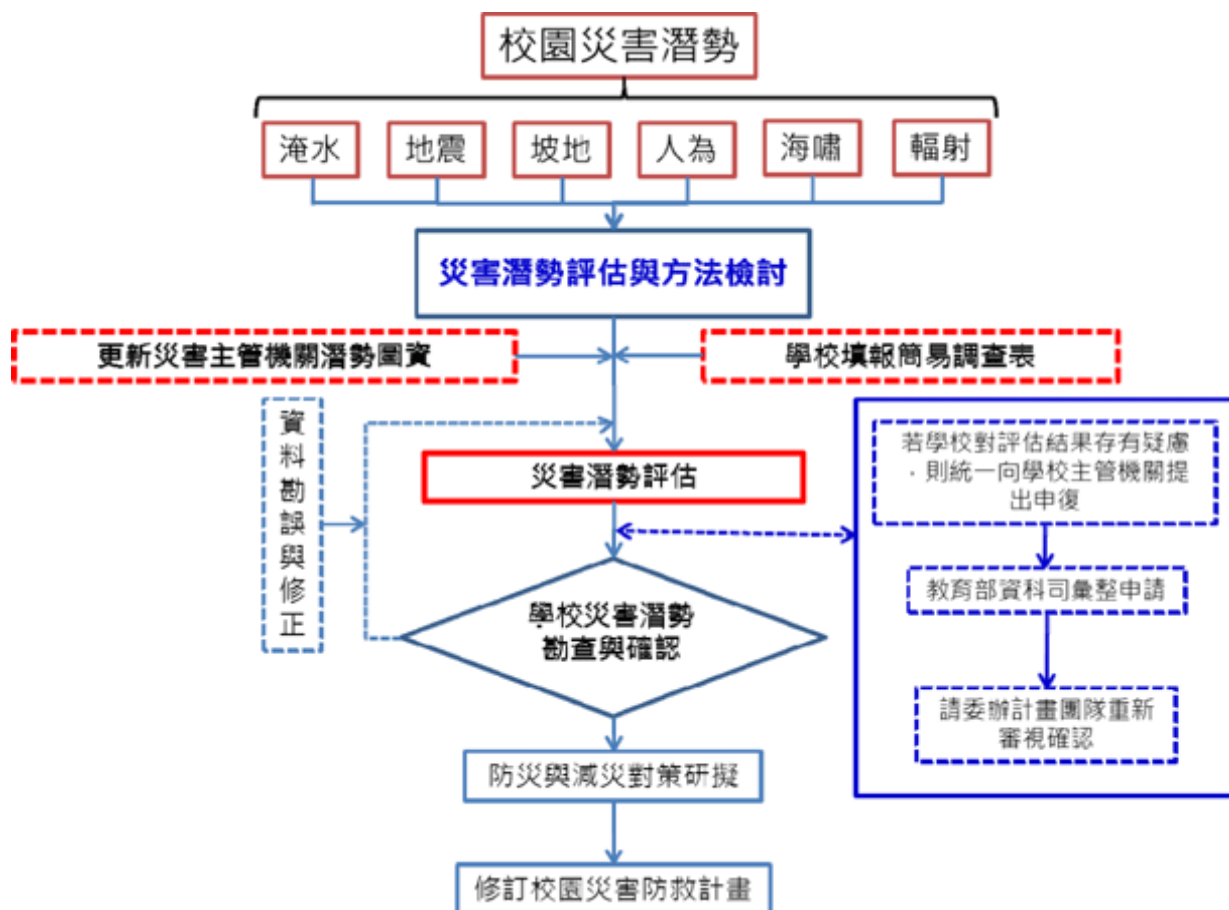 校園災害潛勢
淹水
地震
坡地
人為
海嘯
輻射
災害潛勢評估與方法檢討
更新災害主管機關潛勢圖資
學校填報簡易調查表
資料勘誤與修正
災害潛勢評估
若學校對評估結果存有疑慮
，則統一向學校主管機關提
出申復
教育部資科司彙整申請
學校災害潛勢
勘查與確認
請委辦計畫團隊重新
審視確認
防災與減災對策研擬
修訂校園災害防救計畫